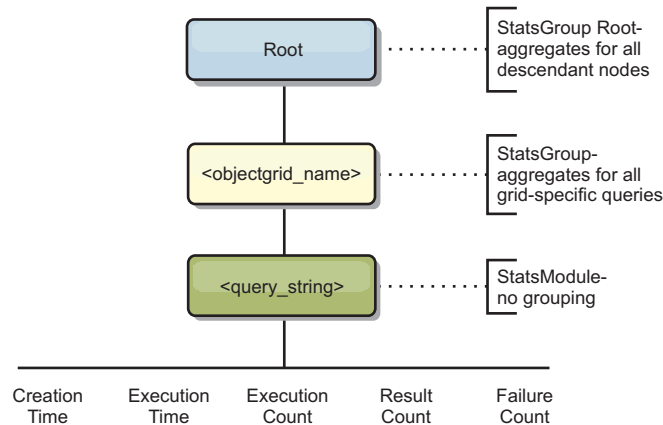 Root
StatsGroup Root-
aggregates for all
descendant nodes
<objectgrid_name>
StatsGroup-
aggregates for all
grid-specific queries
<query_string>
StatsModule-
no grouping
Creation
Time
Execution
Time
Execution
Count
Result
Count
Failure
Count